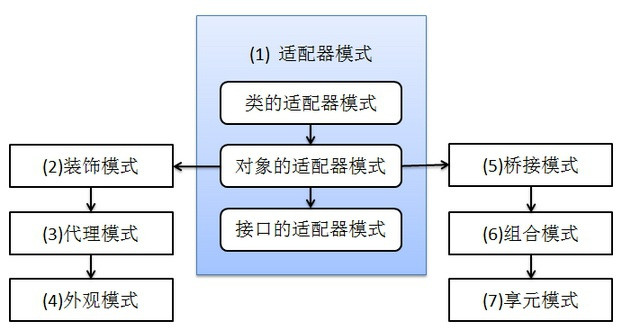 (1) 适配器模式
类的适配器模式
(2)装饰模式
对象的适配器模式
(5)桥接模式
(3)代理模式
接口的适配器模式
(6)组合模式
(4)外观模式
(7)享元模式